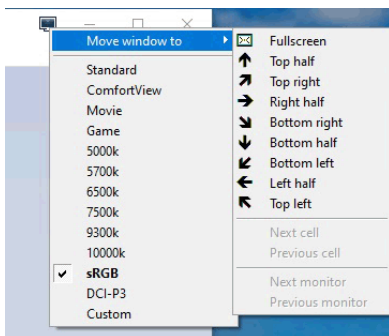 Move window to
Standard
ComfortView
Movie
Game
5000k
5700k
6500k
7500k
9300k
10000k
sRGB
DCI-P3
Custom
Fullscreen
Top half
Top right
Right half
Bottom right
Bottom half
Bottom left
Left half
Top left
Next cell
Previous cell
Next monitor
Previous monitor